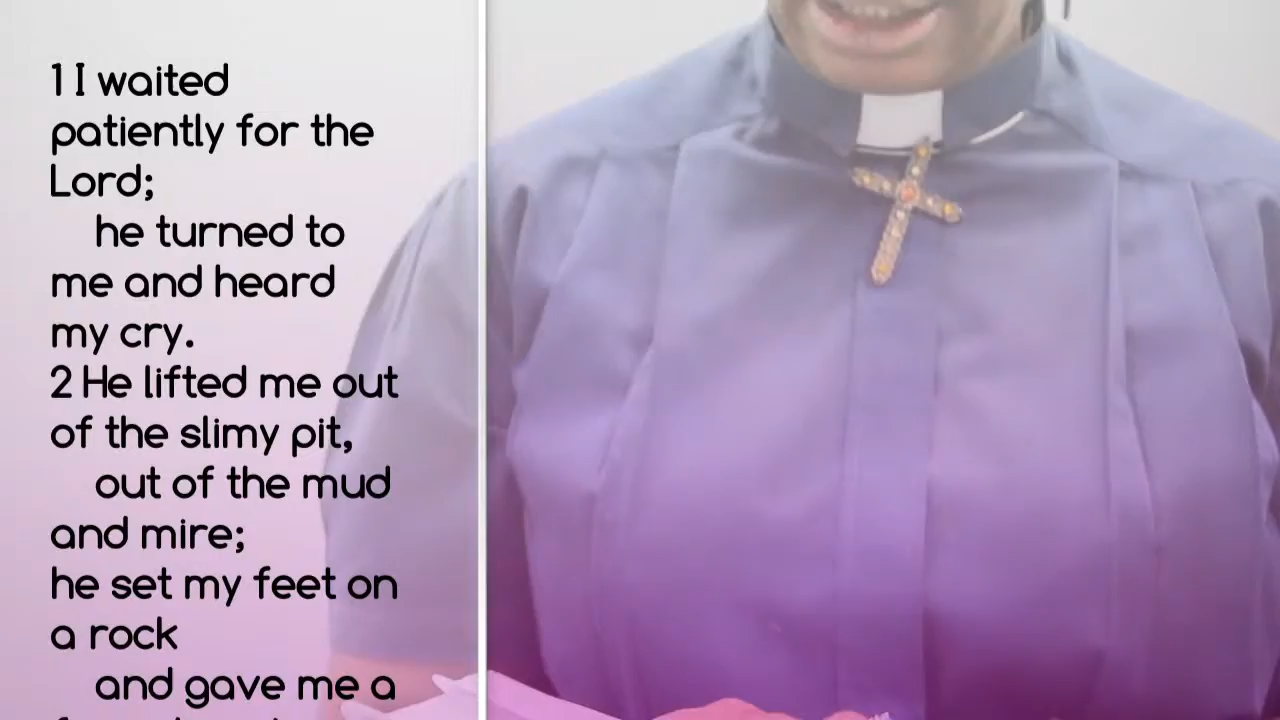 1 I waited
patiently for the
Lord;
he turned to
me and heard
my cry.
2 He lifted me out
of the slimy pit,
out of the mud
and mire;
he set my feet on
a rock
and gave me a